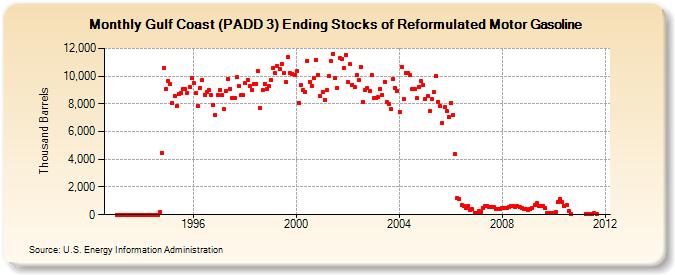 Monthly Gulf Coast (PADD 3) Ending Stocks of Reformulated Motor Gasoline
Thousand Barrels
12,000
10,000
8,000
6,000
4,000
2,000
0
1996 2000 2004 2008 2012
Source: U.S. Energy Information Administration